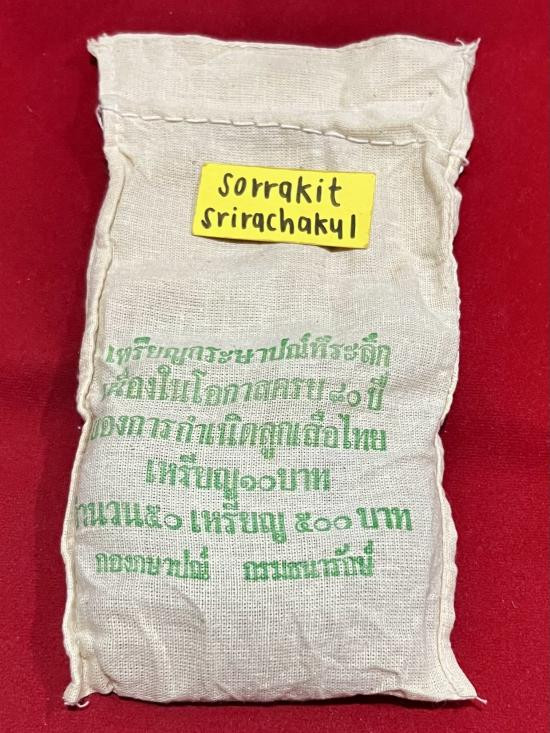 sorrakit
srirachakul
เหรียญกระษาปณ์ที่ระลึก
เนื่องในโอกาสครบ ๘๐ ปี
ของการกำเนิดลูกเสือไทย
เหรียญ๑๐บาท
จำนวน๕๐ เหรียญ ๕๐๐ บาท
กองกษาปณ์ กรมธนารักษ์